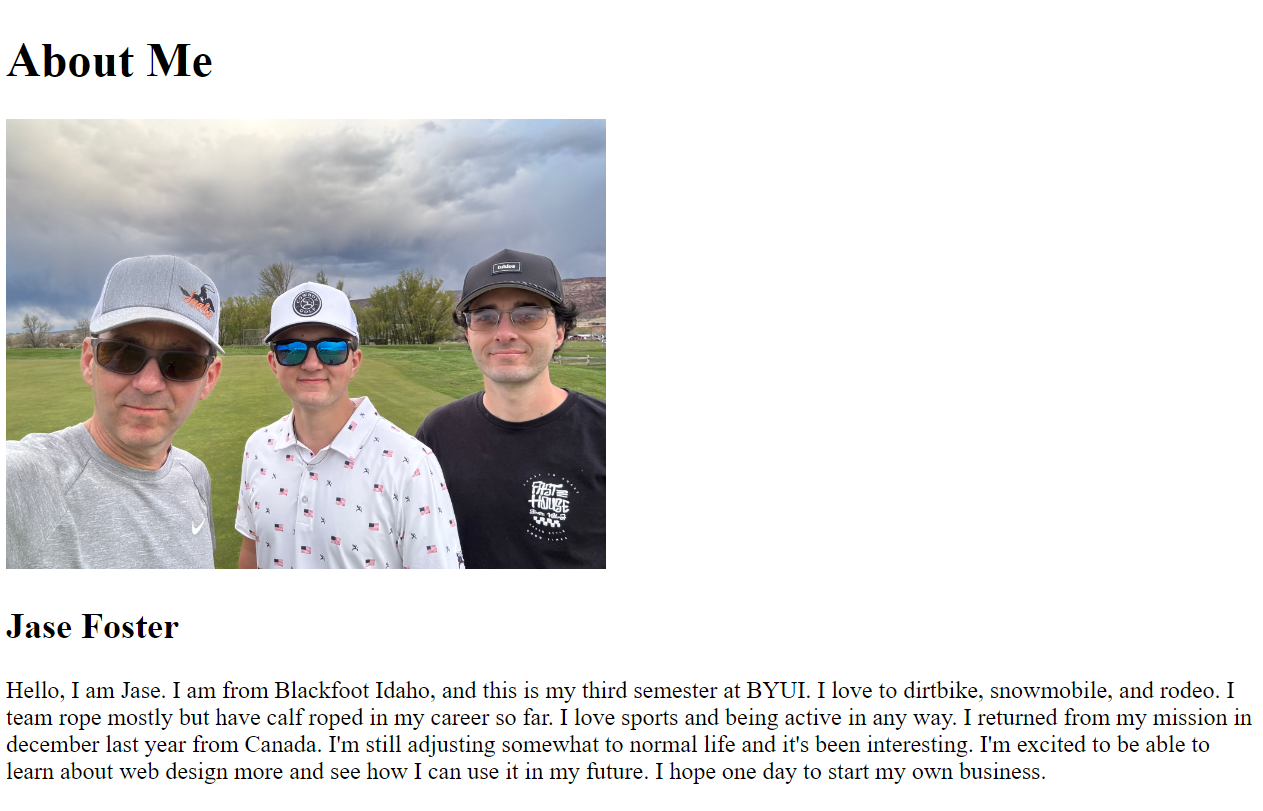 About Me
FAST
HOUSE
Jase Foster
Hello, I am Jase. I am from Blackfoot Idaho, and this is my third semester at BYUI. I love to dirtbike, snowmobile, and rodeo. I
team rope mostly but have calf roped in my career so far. I love sports and being active in any way. I returned from my mission in
december last year from Canada. I'm still adjusting somewhat to normal life and it's been interesting. I'm excited to be able to
learn about web design more and see how I can use it in my future. I hope one day to start my own business.